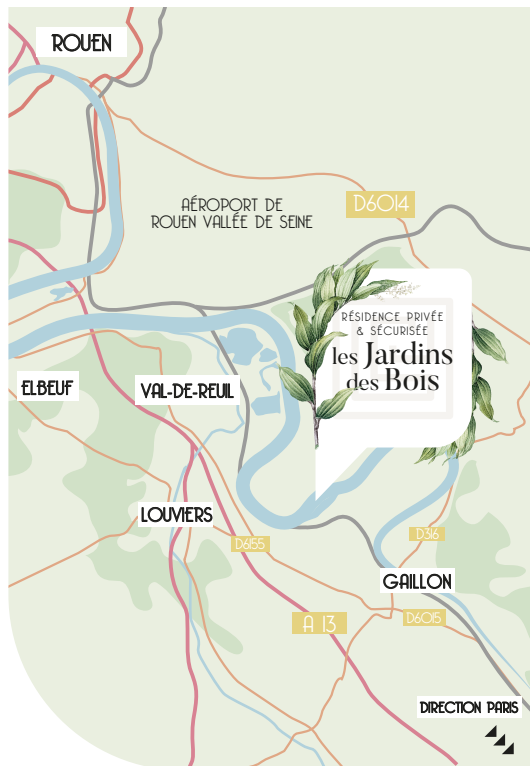 ROUEN
AÉROPORT DE
ROUEN VALLÉE DE SEINE
D6014
RÉSIDENCE PRIVÉE
& SÉCURISÉE
les Jardins
des Bois
ELBEUF
VAL-DE-REUIL
LOUVIERS
D6155
D316
GAILLON
A 13
D6015
DIRECTION PARIS